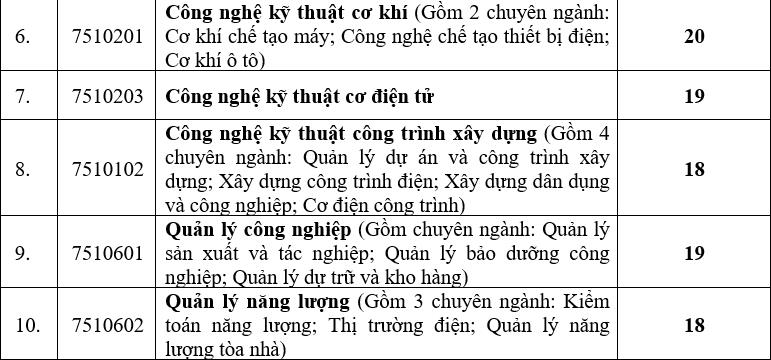 Công nghệ kỹ thuật cơ khí (Gồm 2 chuyên ngành:
6. 7510201 Cơ khí chế tạo máy; Công nghệ chế tạo thiết bị điện; 20
Cơ khí ô tô)
7. 7510203 Công nghệ kỹ thuật cơ điện tử 19
Công nghệ kỹ thuật công trình xây dựng (Gồm 4
chuyên ngành: Quản lý dự án và công trình xây
8. 7510102 dựng; Xây dựng công trình điện; Xây dựng dân dụng 18
và công nghiệp; Cơ điện công trình)
Quản lý công nghiệp (Gồm chuyên ngành: Quản lý
9. 7510601 sản xuất và tác nghiệp; Quản lý bảo dưỡng công 19
nghiệp; Quản lý dự trữ và kho hàng)
Quản lý năng lượng (Gồm 3 chuyên ngành: Kiểm
10. 7510602 toán năng lượng; Thị trường điện; Quản lý năng 18
lượng tòa nhà)